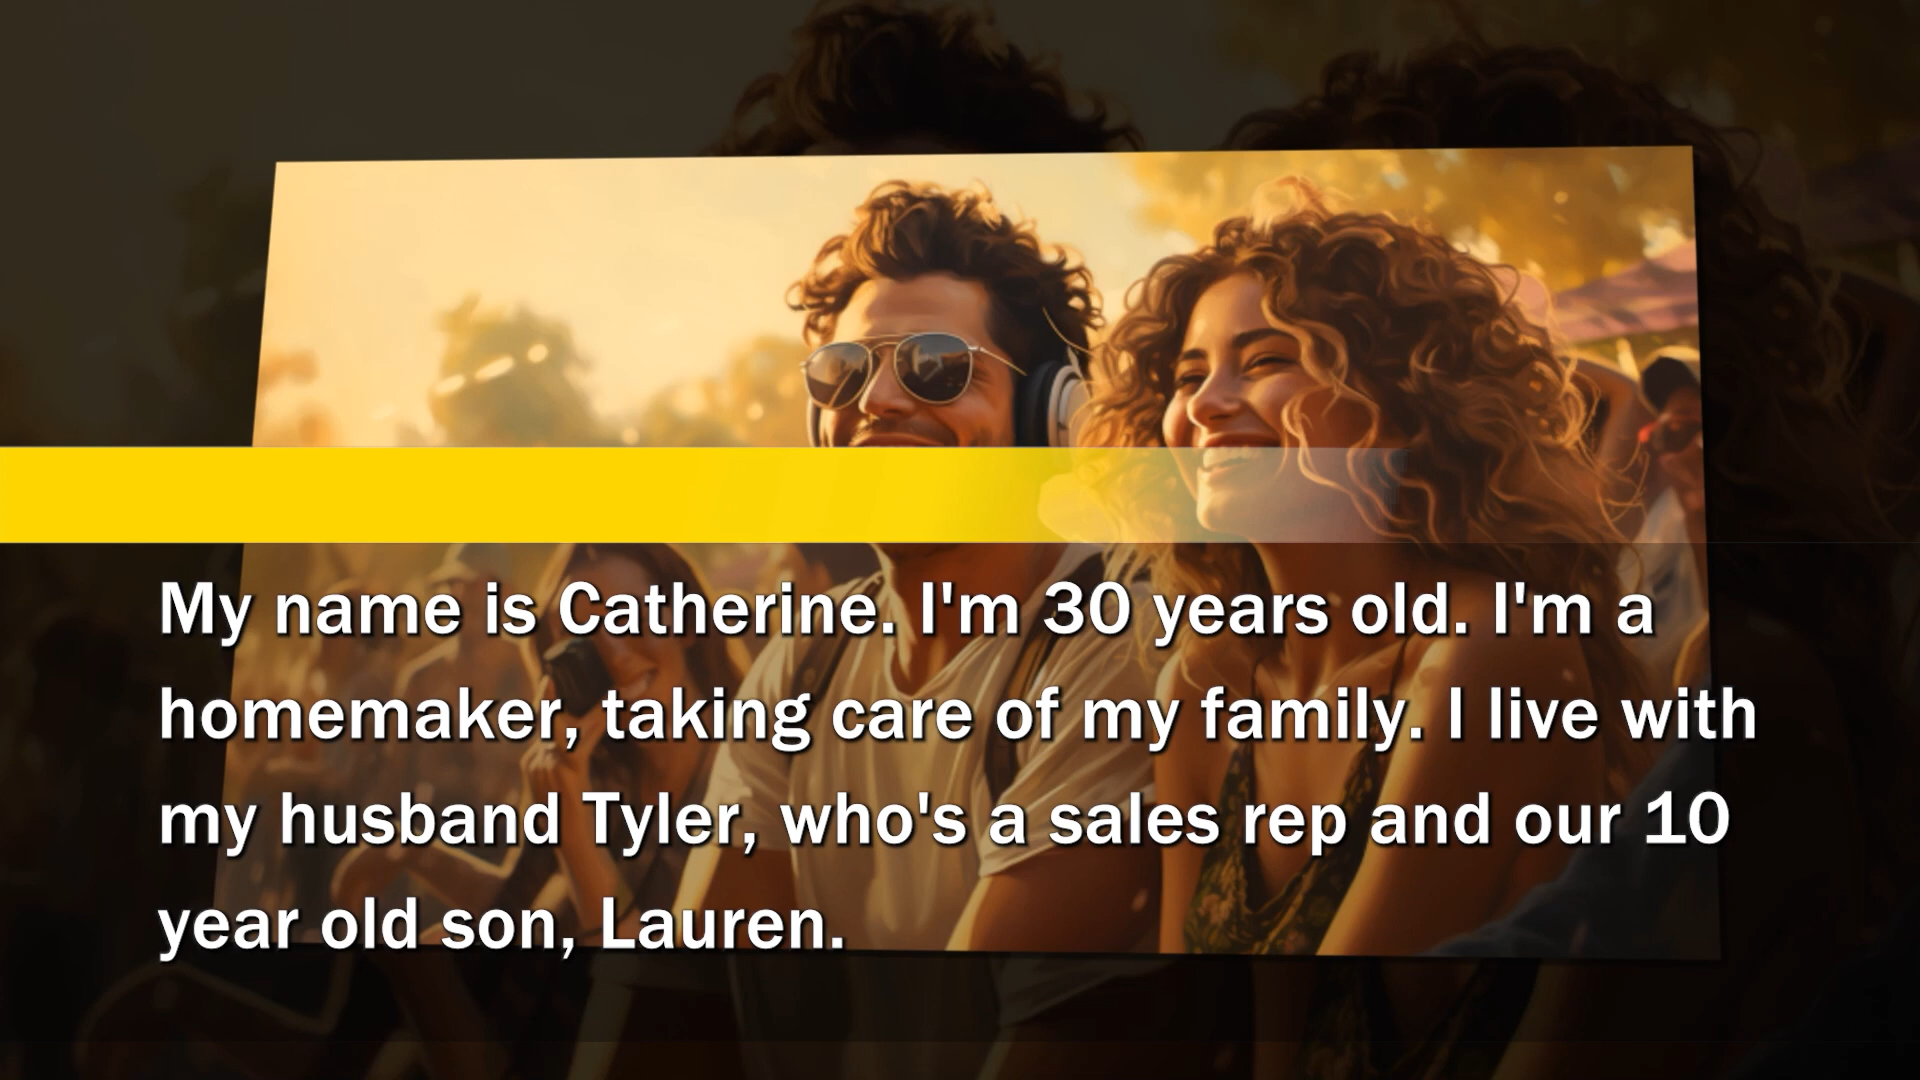 My name is Catherine. I'm 30 years old. I'm a
homemaker, taking care of my family. I live with
my husband Tyler, who's a sales rep and our 10
year old son, Lauren.